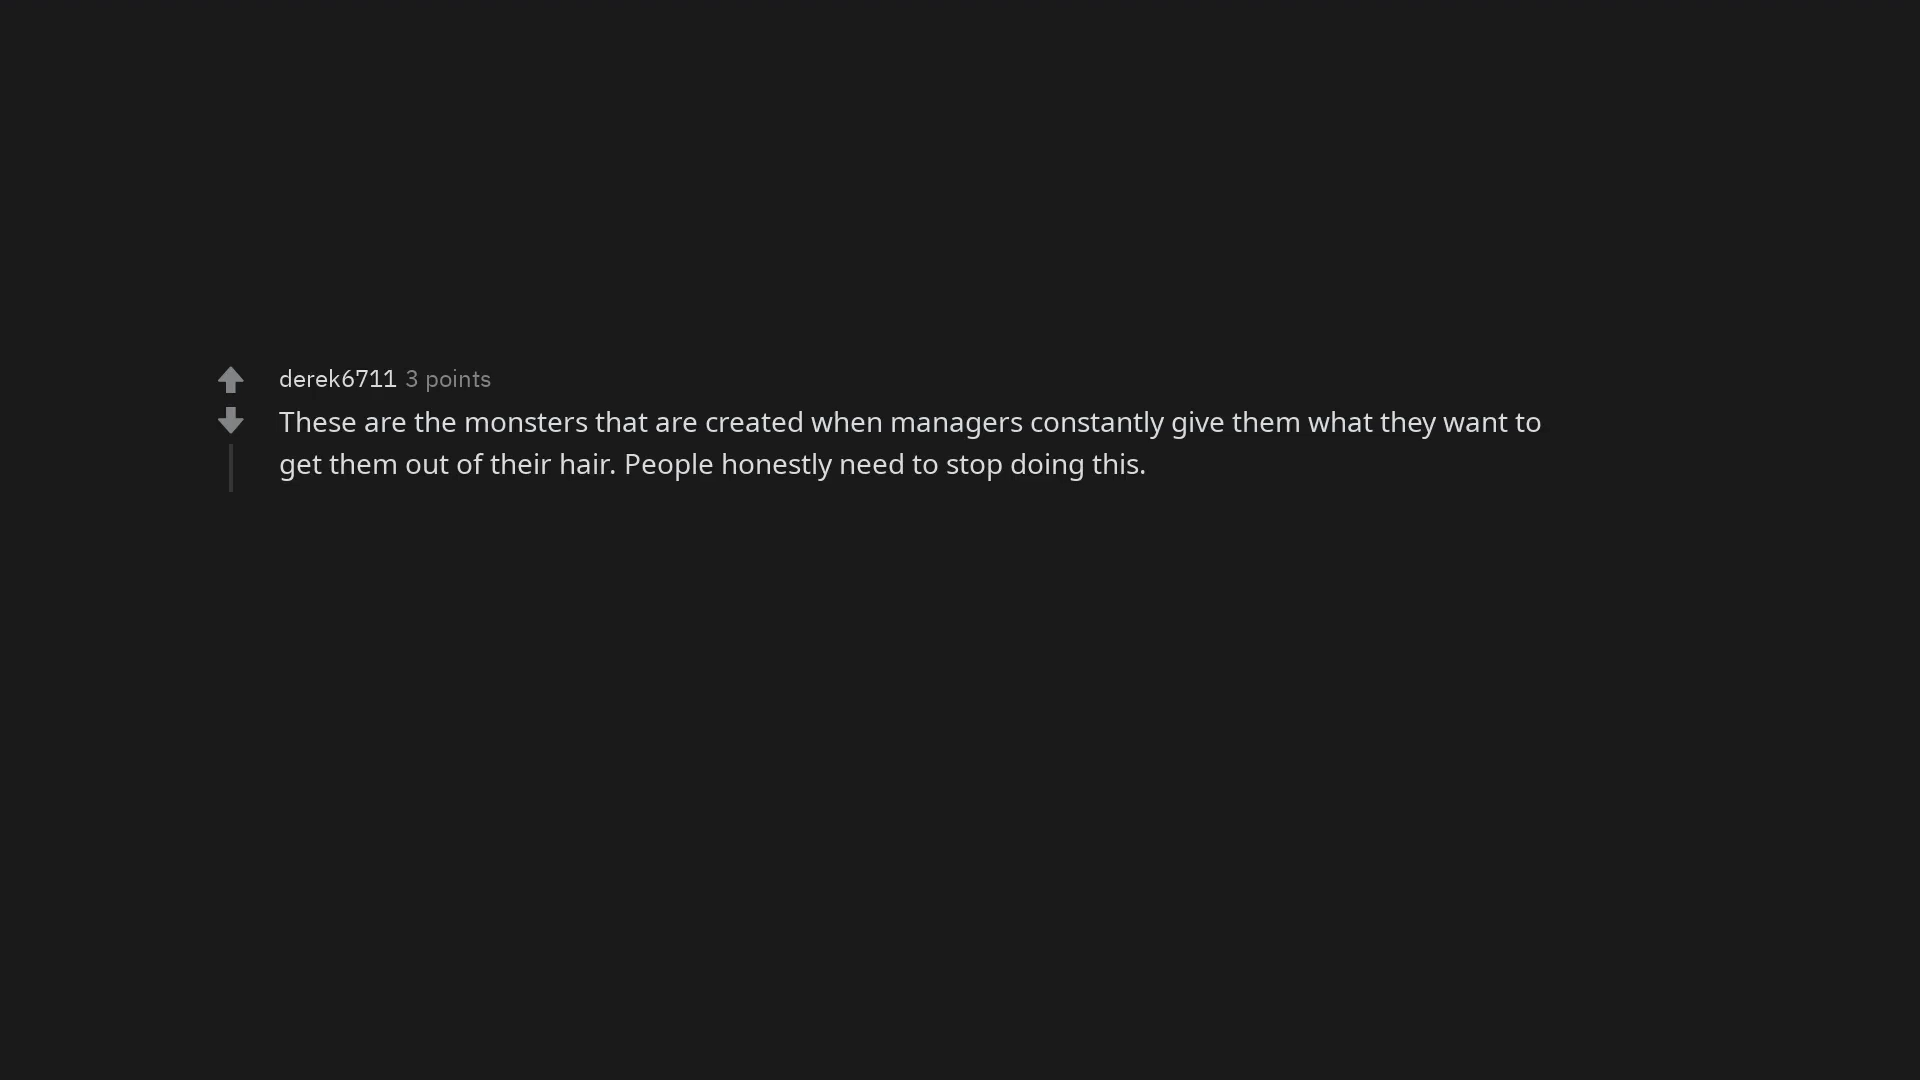 derek6711 3 points
These are the monsters that are created when managers constantly give them what they want to
get them out of their hair. People honestly need to stop doing this.